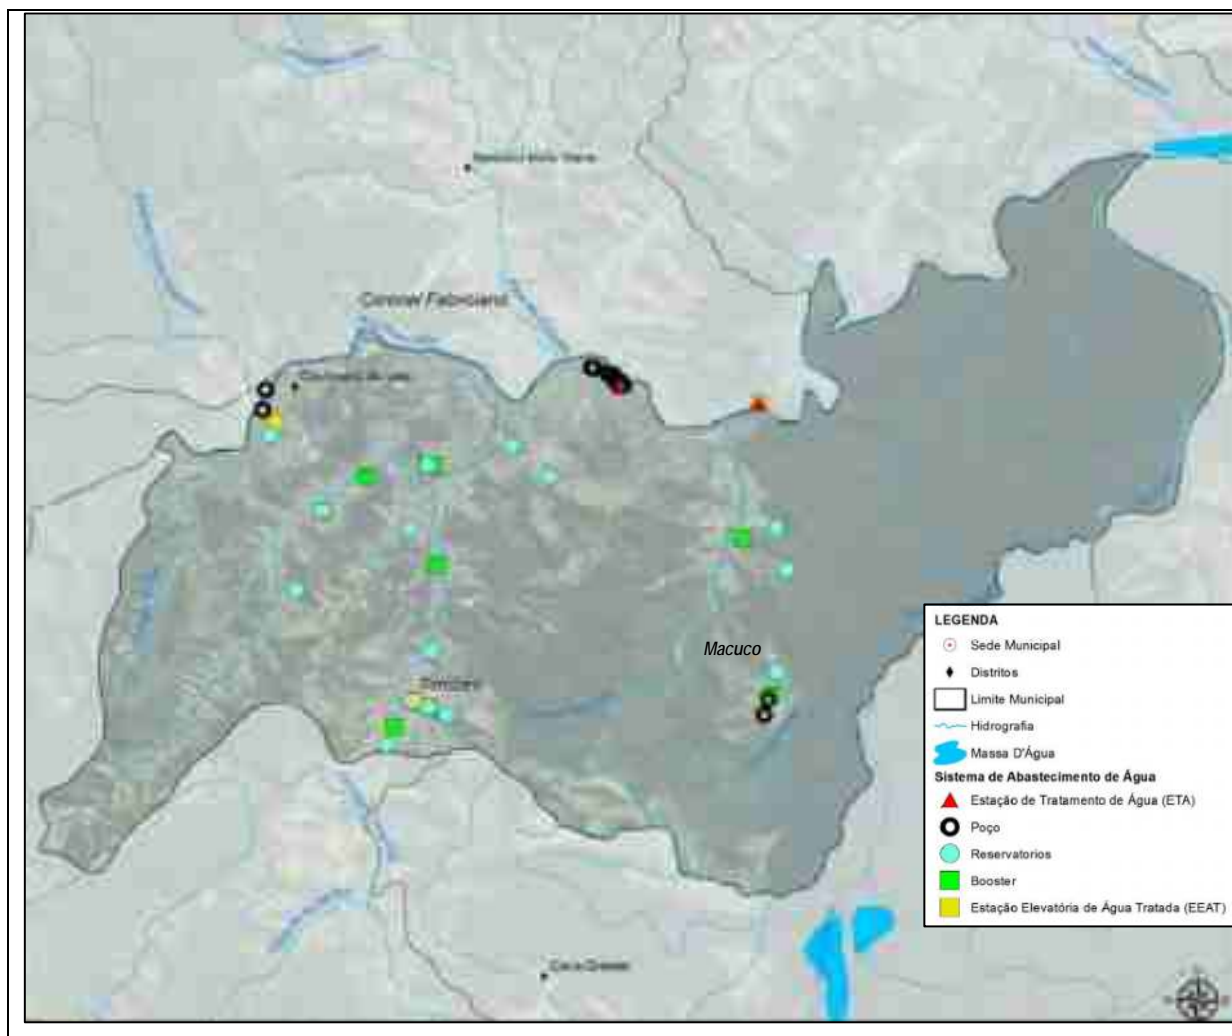 Coronel Fabriciano
Macuco
Timóteo
LEGENDA
Sede Municipal
Distritos
Limite Municipal
Hidrografia
Massa D'Água
Sistema de Abastecimento de Água
Estação de Tratamento de Água (ETA)
Poço
Reservatorios
Booster
Estação Elevatória de Água Tratada (EEAT)